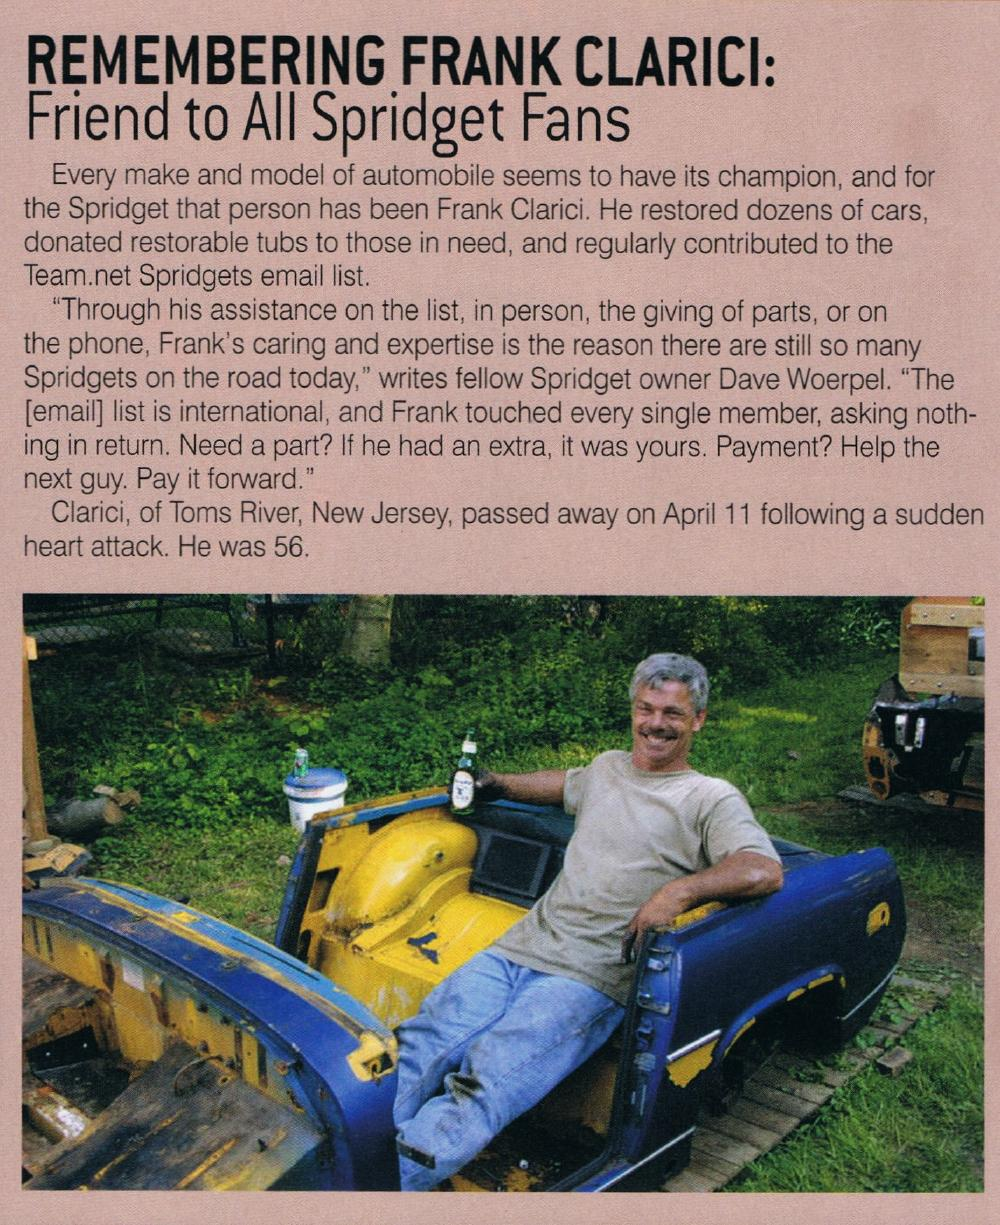 REMEMBERING FRANK CLARICI:
Friend to All Spridget Fans
Every make and model of automobile seems to have its champion, and for
the Spridget that person has been Frank Clarici. He restored dozens of cars,
donated restorable tubs to those in need, and regularly contributed to the
Team.net Spridgets email list.
“Through his assistance on the list, in person, the giving of parts, or on
the phone, Frank’s caring and expertise is the reason there are still so many
Spridgets on the road today,” writes fellow Spridget owner Dave Woerpel. “The
[email] list is international, and Frank touched every single member, asking noth-
ing in return. Need a part? If he had an extra, it was yours. Payment? Help the
next guy. Pay it forward.”
Clarici, of Toms River, New Jersey, passed away on April 11 following a sudden
heart attack. He was 56.